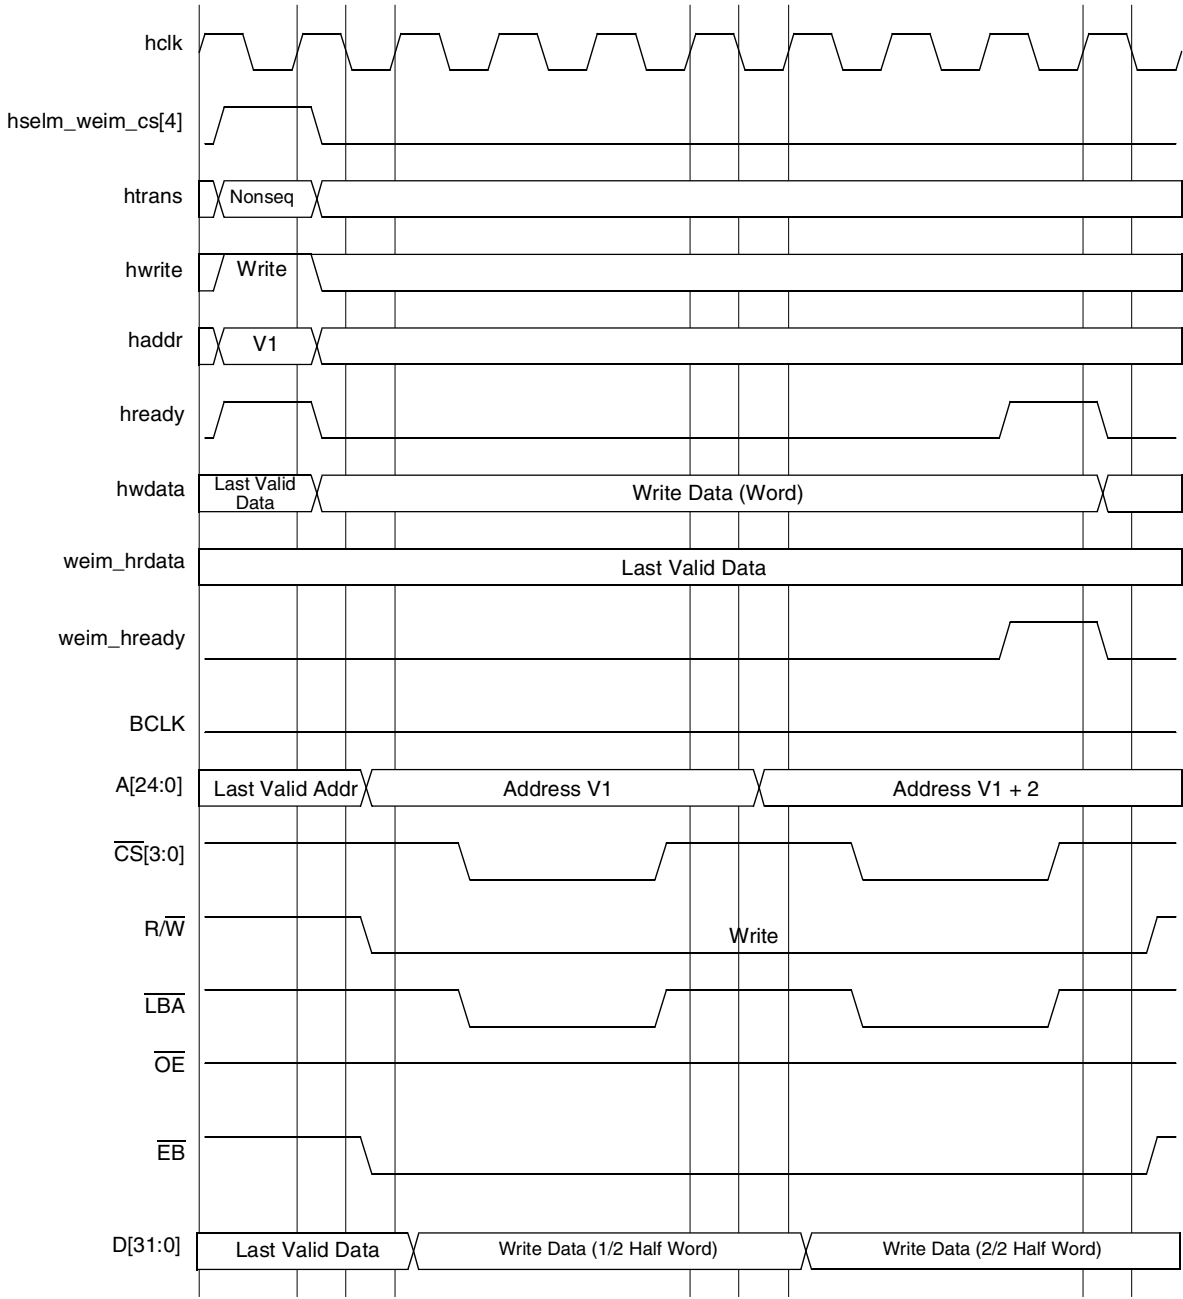 hclk
hselm_weim_cs[4]
htrans
Nonseq
hwrite
Write
haddr
V1
hready
hwdata
Last Valid
Data
Write Data (Word)
weim_hrdata
Last Valid Data
weim_hready
BCLK
A[24:0]
Last Valid Addr
Address V1
Address V1 + 2
CS[3:0]
R/W
Write
LBA
OE
EB
D[31:0]
Last Valid Data
Write Data (1/2 Half Word)
Write Data (2/2 Half Word)